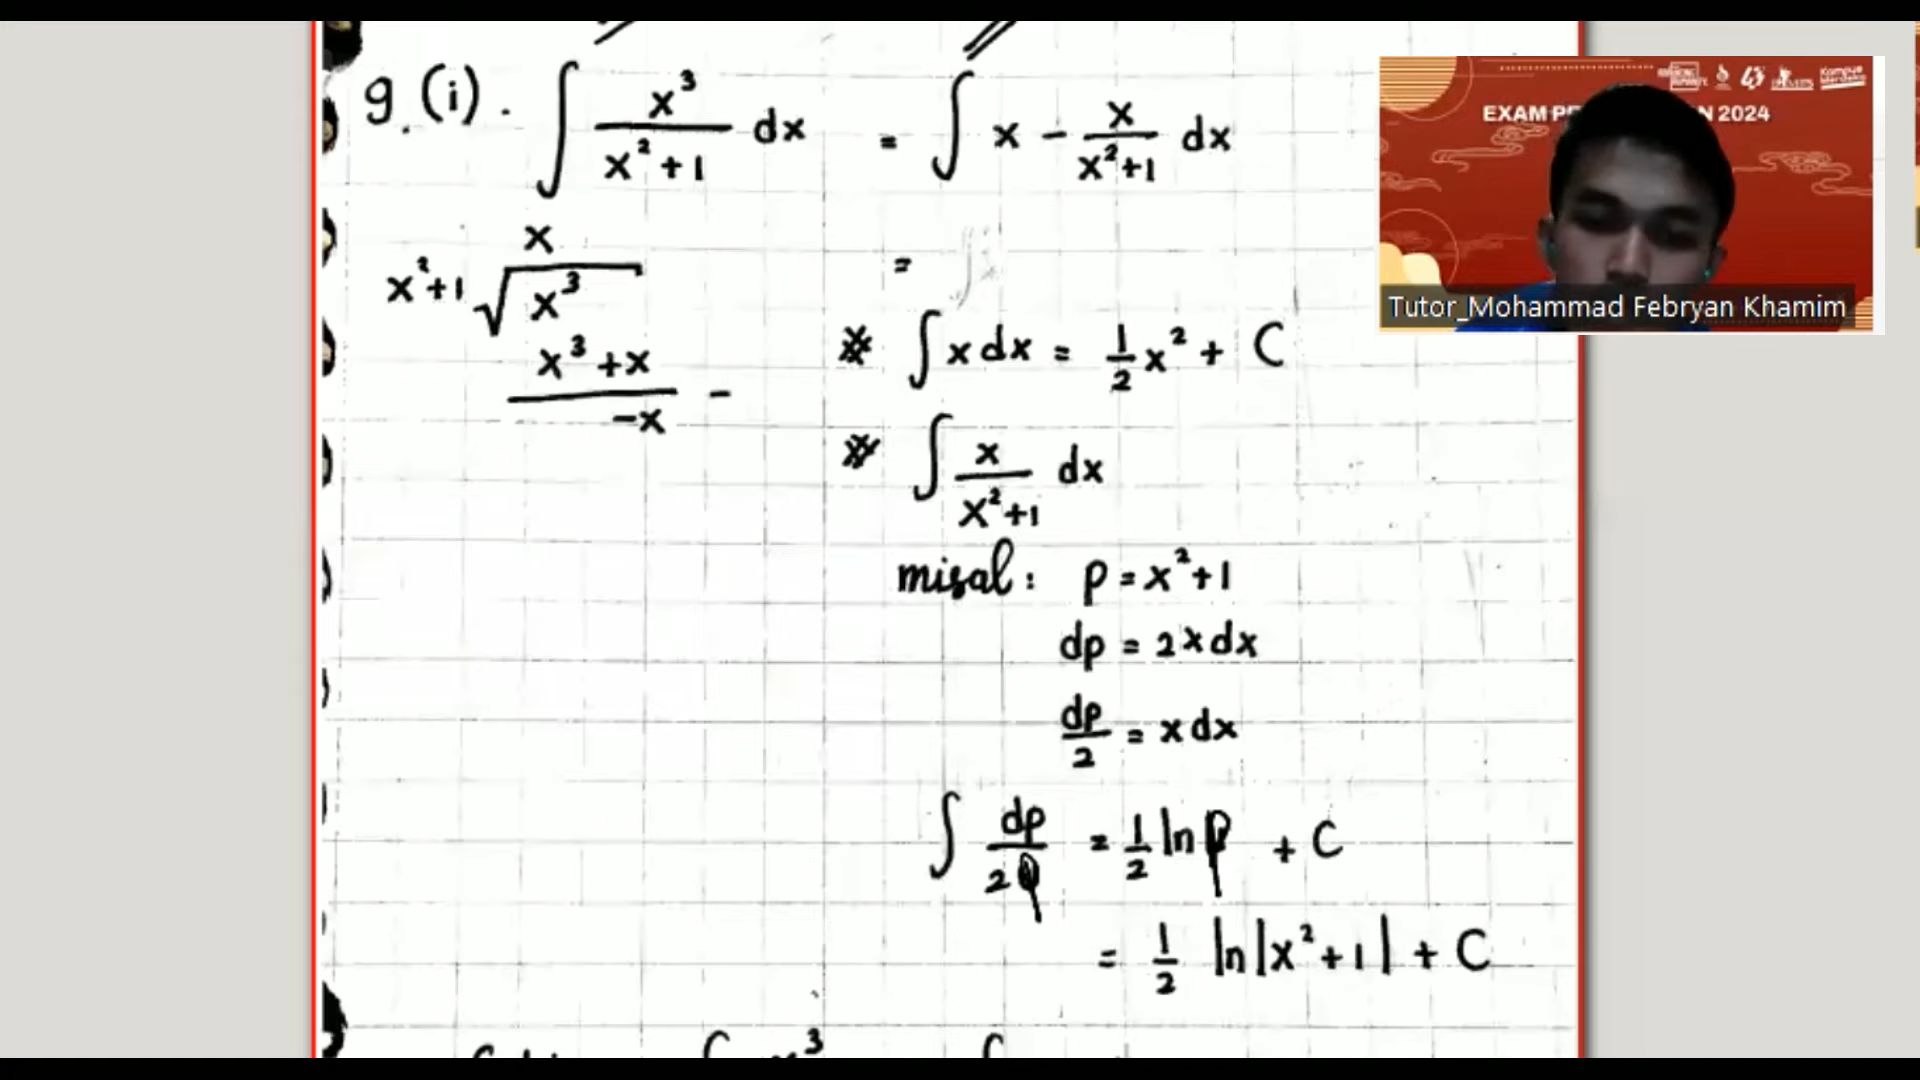 9. (i). ∫ x³/(x²+1) dx = ∫ x - x/(x²+1) dx
x
x²+1 √ x³
x³ + x
-
-x
=
* ∫ x dx = 1/2 x² + C
* ∫ x/(x²+1) dx
misal : p = x²+1
dp = 2x dx
dp/2 = x dx
∫ dp/2p = 1/2 ln p + C
= 1/2 ln|x²+1| + C
EXAM N 2024
Kampus
Merdeka
Tutor_Mohammad Febryan Khamim